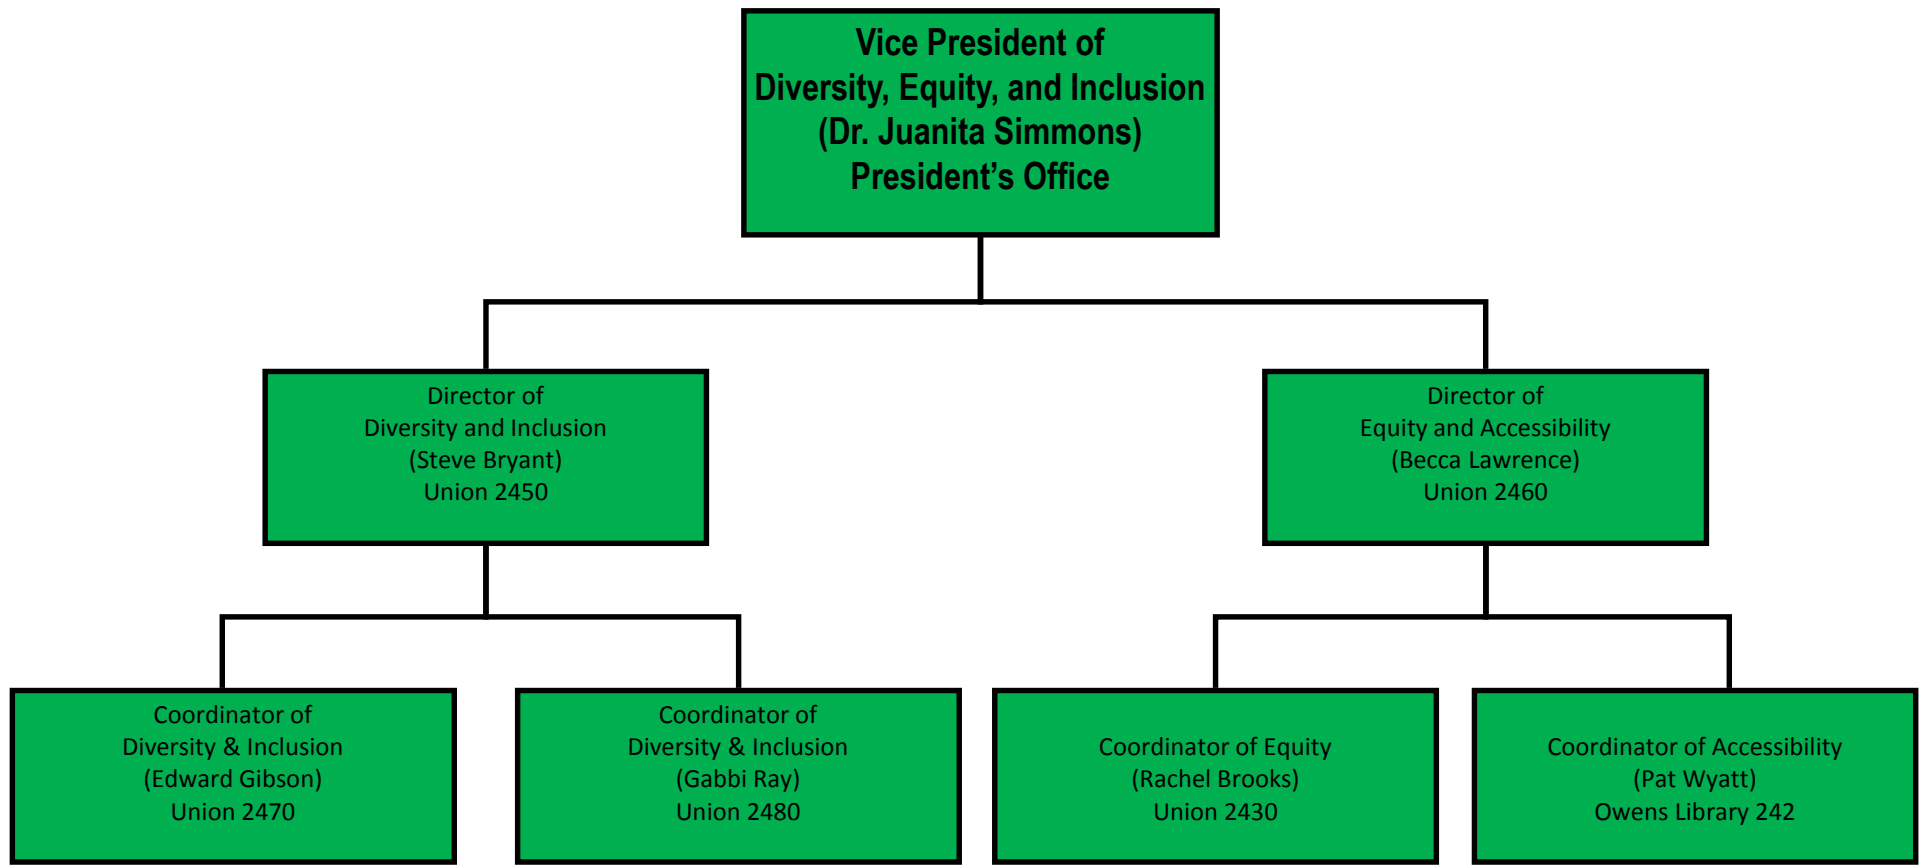 Vice President of
Diversity, Equity, and Inclusion
(Dr. Juanita Simmons)
President’s Office
Director of
Diversity and Inclusion
(Steve Bryant)
Union 2450
Director of
Equity and Accessibility
(Becca Lawrence)
Union 2460
Coordinator of
Diversity & Inclusion
(Edward Gibson)
Union 2470
Coordinator of
Diversity & Inclusion
(Gabbi Ray)
Union 2480
Coordinator of Equity
(Rachel Brooks)
Union 2430
Coordinator of Accessibility
(Pat Wyatt)
Owens Library 242